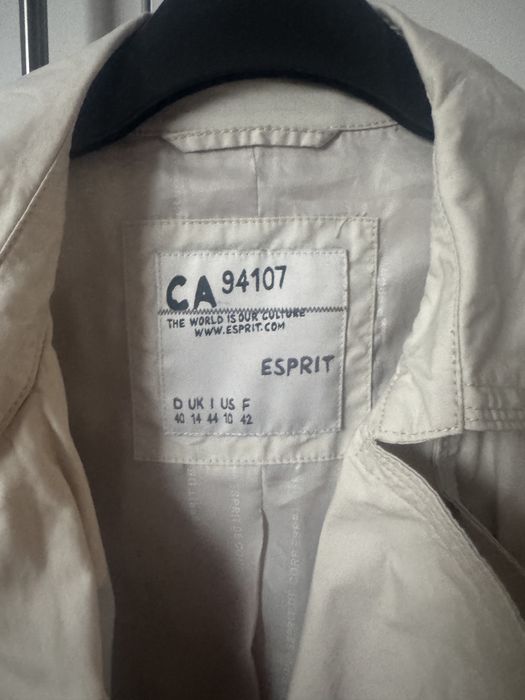 CA 94107
THE WORLD IS OUR CULTURE
WWW.ESPRIT.COM
ESPRIT
D UK I US F
40 14 44 10 42